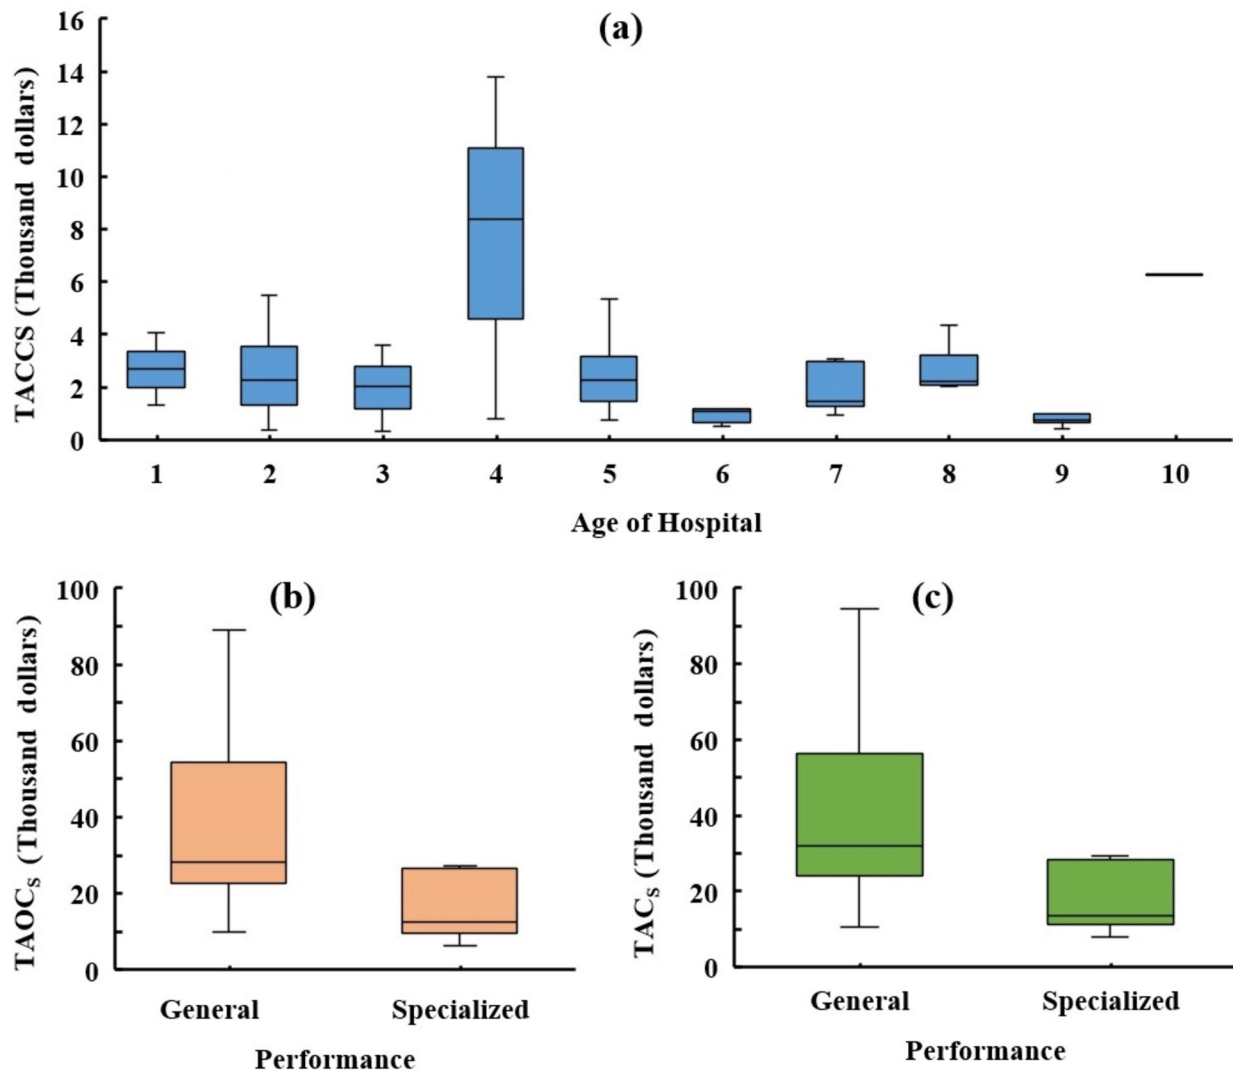 (a)
TACCS (Thousand dollars)
16
14
12
10
8
6
4
2
0
1 2 3 4 5 6 7 8 9 10
Age of Hospital
(b)
TAOCS (Thousand dollars)
100
80
60
40
20
0
General Specialized
Performance
(c)
TACS (Thousand dollars)
100
80
60
40
20
0
General Specialized
Performance